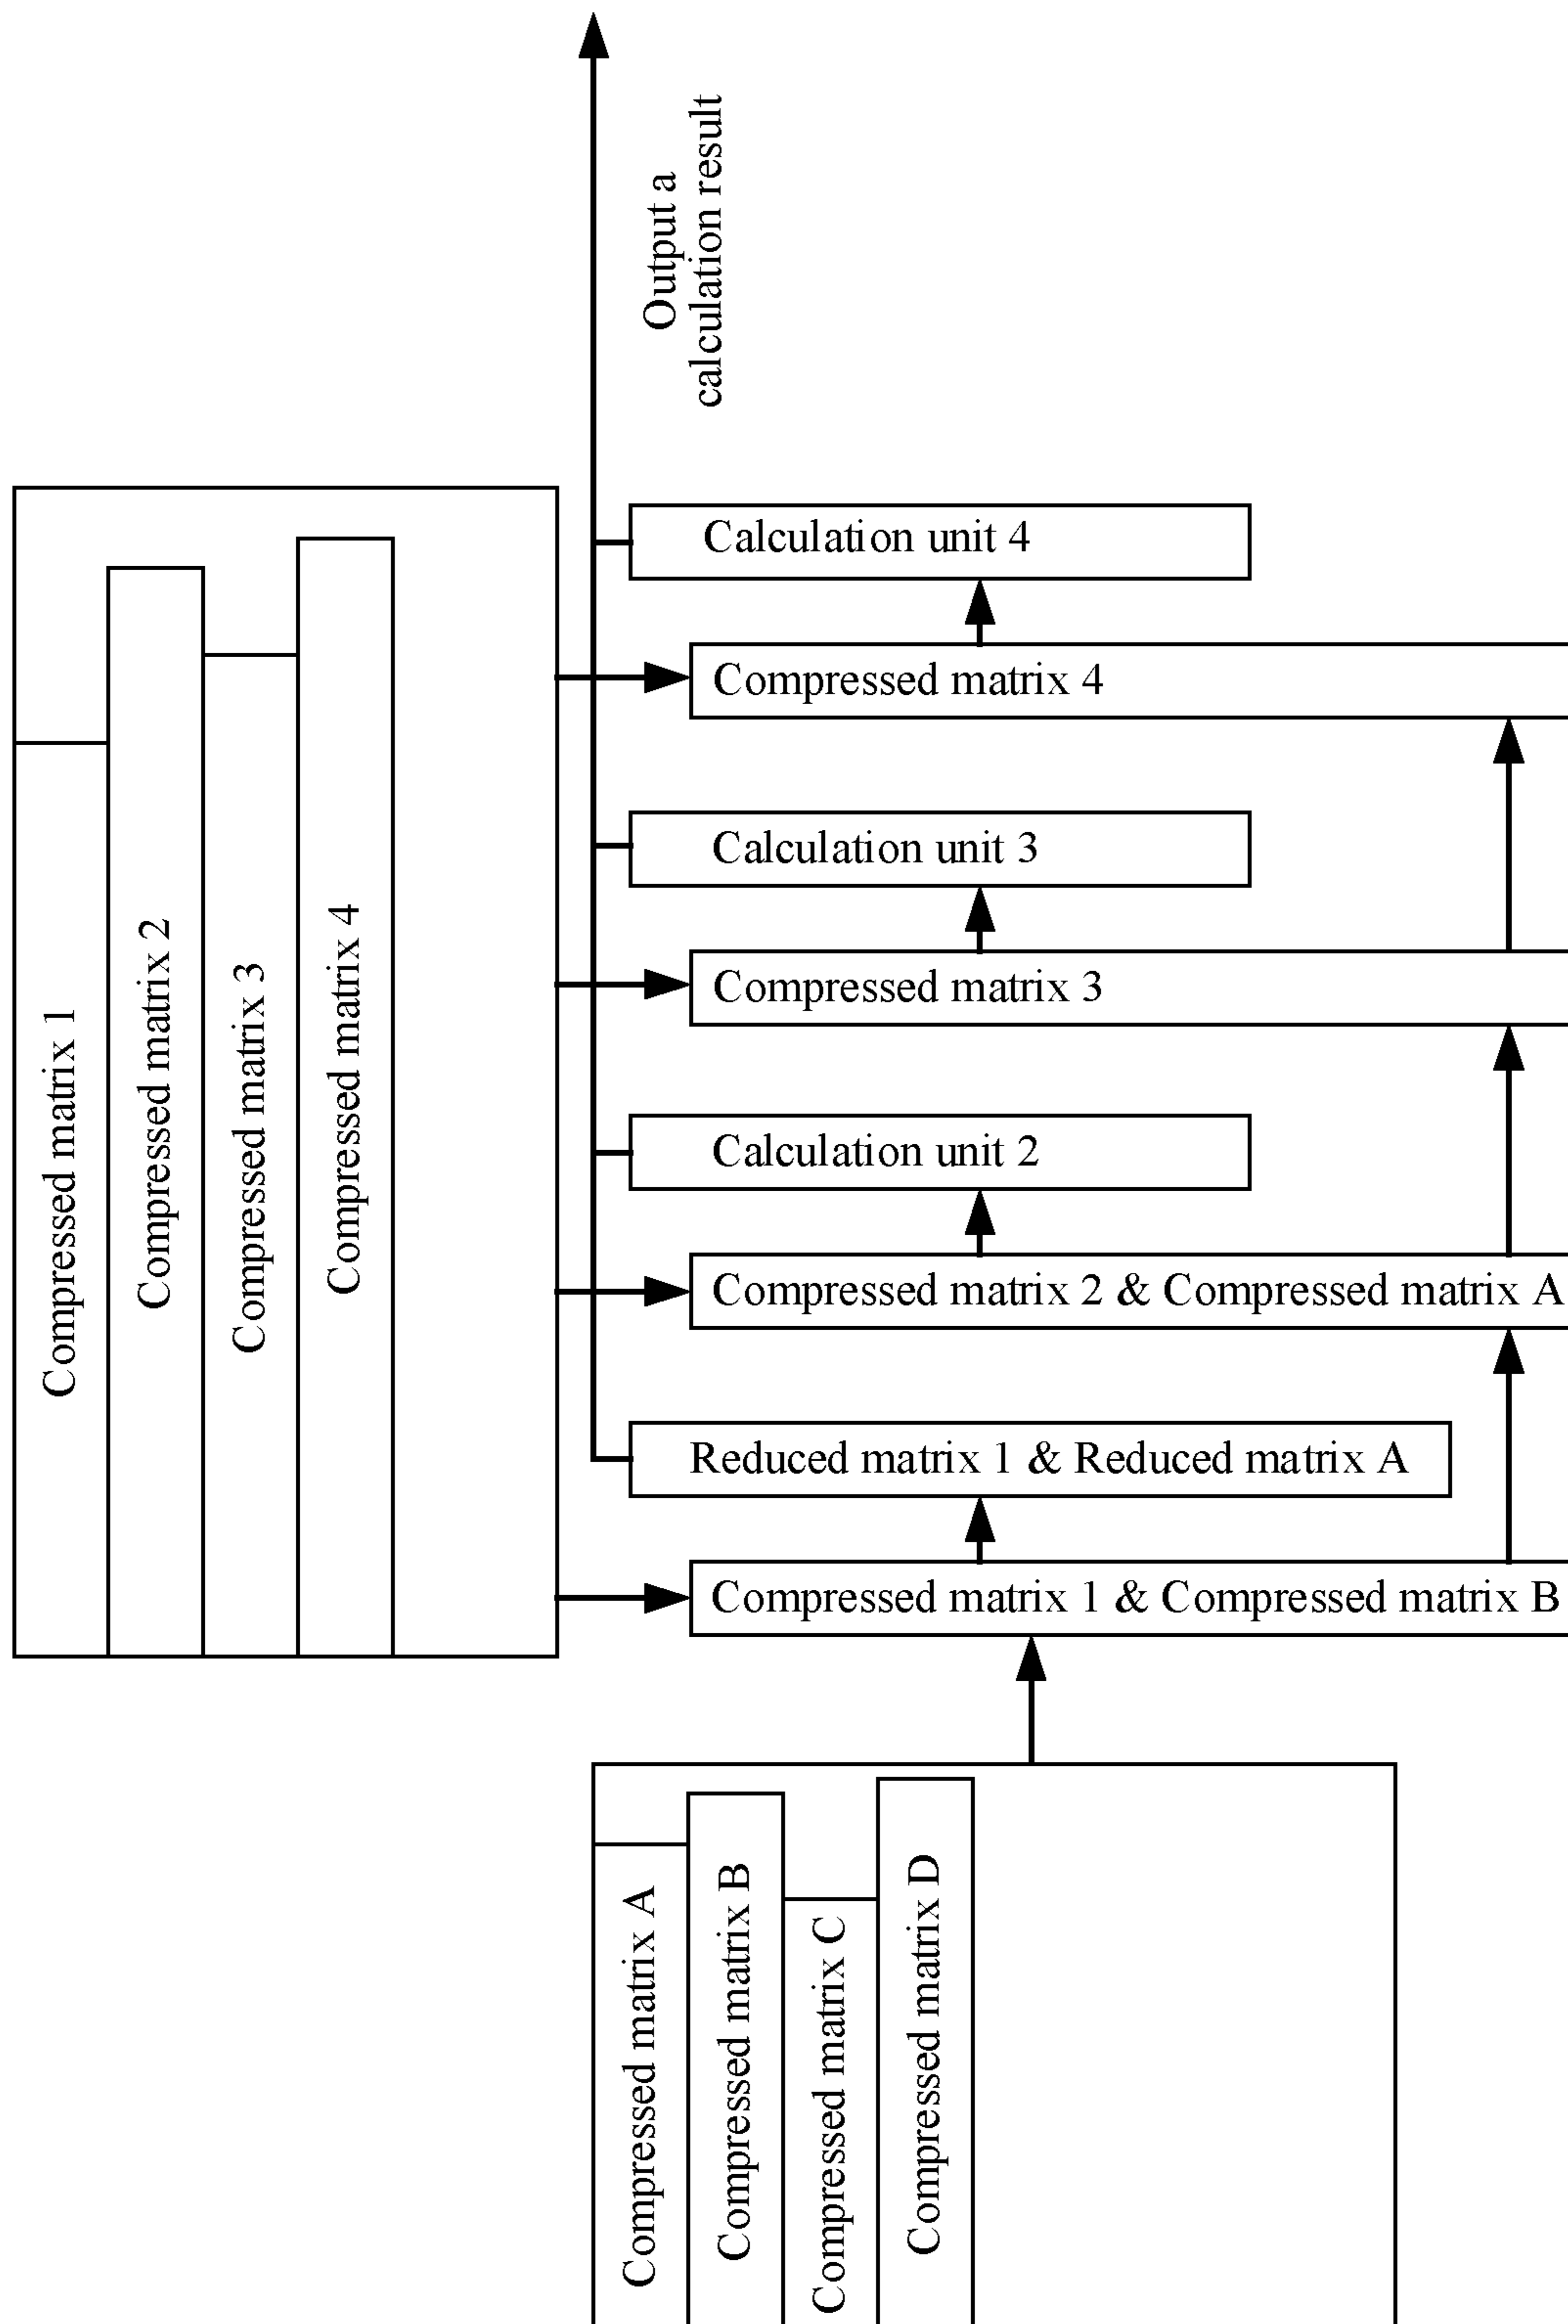 Output a
calculation result
Compressed matrix 1
Compressed matrix 2
Compressed matrix 3
Compressed matrix 4
Calculation unit 4
Compressed matrix 4
Calculation unit 3
Compressed matrix 3
Calculation unit 2
Compressed matrix 2 & Compressed matrix A
Reduced matrix 1 & Reduced matrix A
Compressed matrix 1 & Compressed matrix B
Compressed matrix A
Compressed matrix B
Compressed matrix C
Compressed matrix D